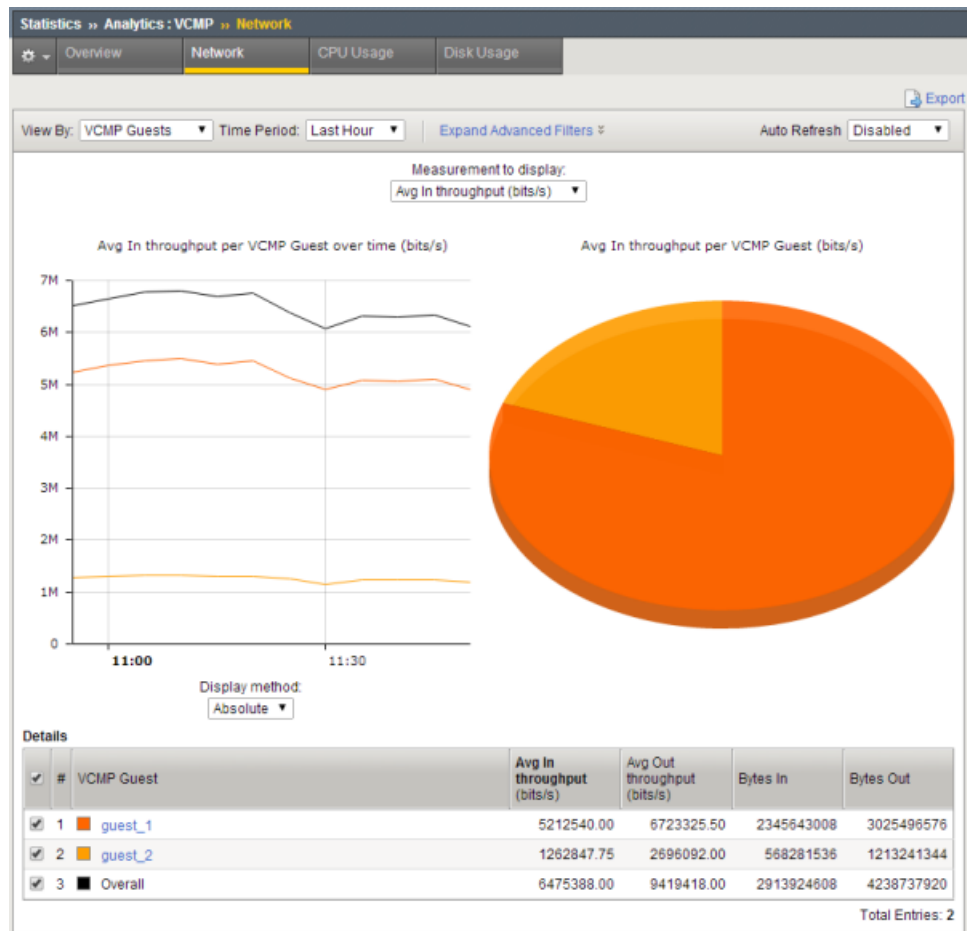 Statistics » Analytics : VCMP » Network
Overview Network CPU Usage Disk Usage
Export
View By: VCMP Guests Time Period: Last Hour Expand Advanced Filters Auto Refresh Disabled
Measurement to display:
Avg In throughput (bits/s)
Avg In throughput per VCMP Guest over time (bits/s)
7M
6M
5M
4M
3M
2M
1M
0
11:00 11:30
Avg In throughput per VCMP Guest (bits/s)
Display method:
Absolute
Details
# VCMP Guest Avg In throughput (bits/s) Avg Out throughput (bits/s) Bytes In Bytes Out
1 guest_1 5212540.00 6723325.50 2345643008 3025496576
2 guest_2 1262847.75 2696092.00 568281536 1213241344
3 Overall 6475388.00 9419418.00 2913924608 4238737920
Total Entries: 2